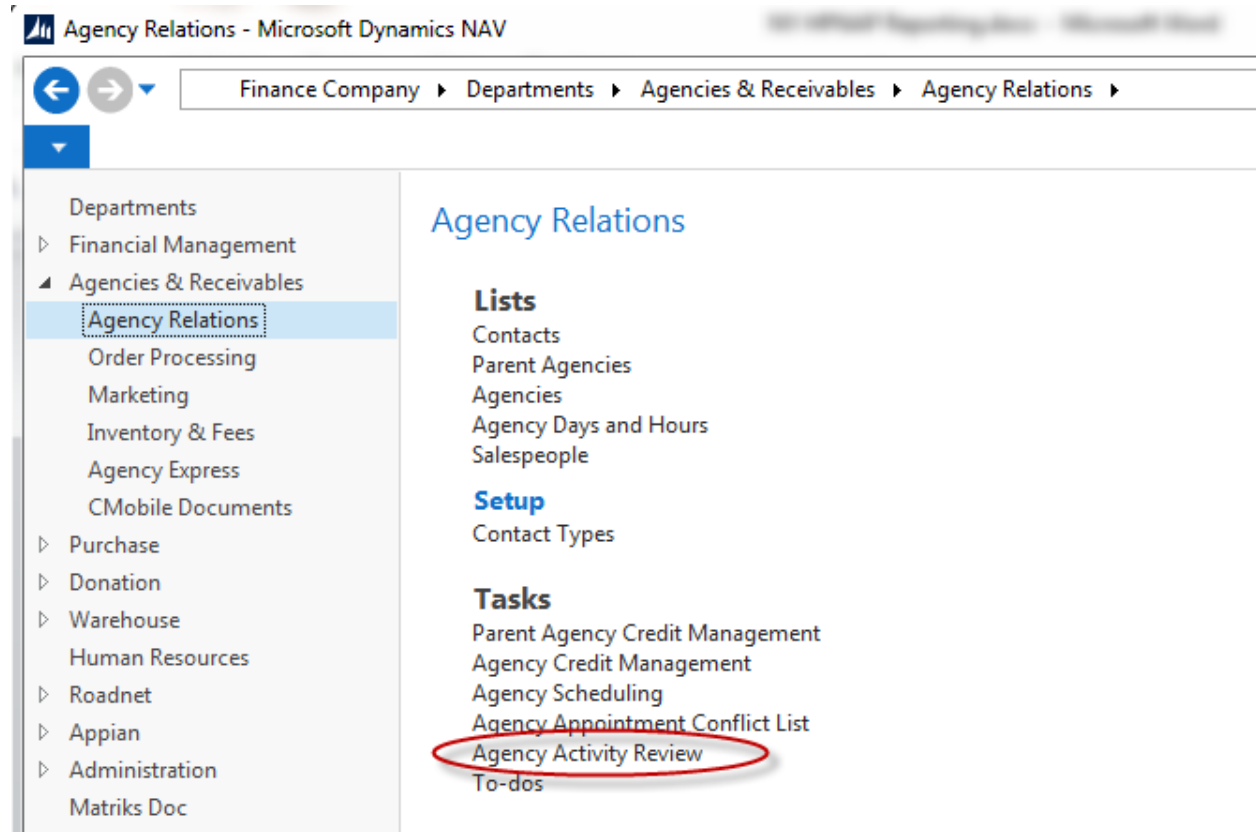 Agency Relations - Microsoft Dynamics NAV
Finance Company Departments Agencies & Receivables Agency Relations
Departments
Financial Management
Agencies & Receivables
Agency Relations
Order Processing
Marketing
Inventory & Fees
Agency Express
CMobile Documents
Purchase
Donation
Warehouse
Human Resources
Roadnet
Appian
Administration
Matriks Doc
Agency Relations
Lists
Contacts
Parent Agencies
Agencies
Agency Days and Hours
Salespeople
Setup
Contact Types
Tasks
Parent Agency Credit Management
Agency Credit Management
Agency Scheduling
Agency Appointment Conflict List
Agency Activity Review
To-dos